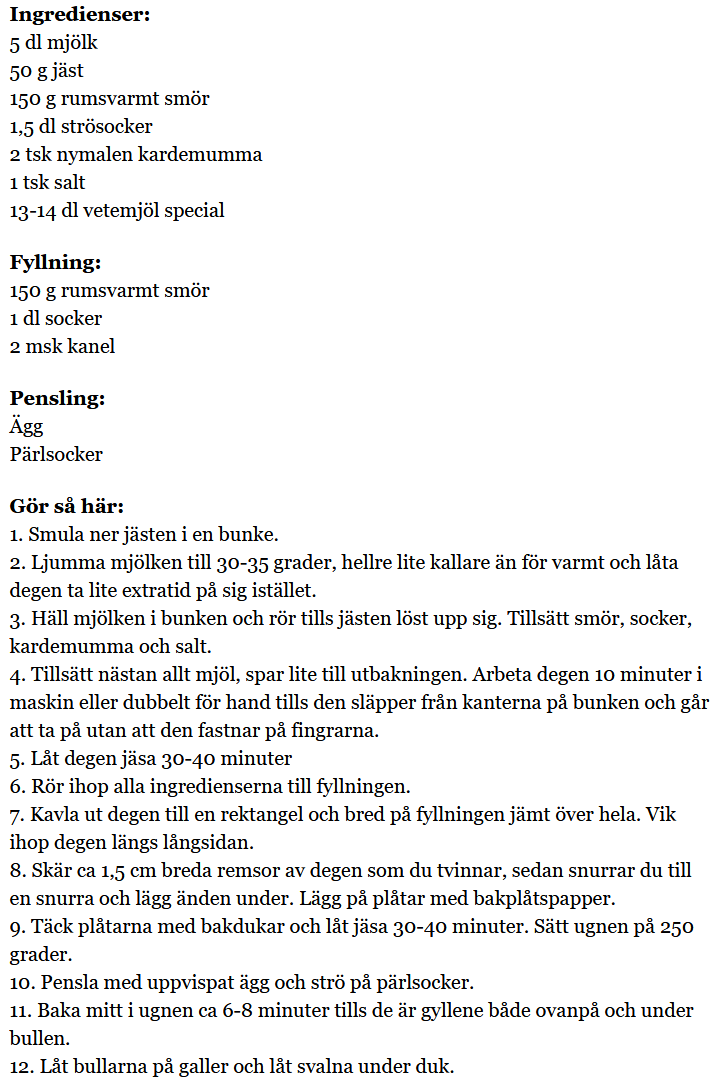 Ingredienser:
5 dl mjölk
50 g jäst
150 g rumsvarmt smör
1,5 dl strösocker
2 tsk nymalen kardemumma
1 tsk salt
13-14 dl vetemjöl special
Fyllning:
150 g rumsvarmt smör
1 dl socker
2 msk kanel
Pensling:
Ägg
Pärlsocker
Gör så här:
1. Smula ner jästen i en bunke.
2. Ljumma mjölken till 30-35 grader, hellre lite kallare än för varmt och låta
degen ta lite extratid på sig istället.
3. Häll mjölken i bunken och rör tills jästen löst upp sig. Tillsätt smör, socker,
kardemumma och salt.
4. Tillsätt nästan allt mjöl, spar lite till utbakningen. Arbeta degen 10 minuter i
maskin eller dubbelt för hand tills den släpper från kanterna på bunken och går
att ta på utan att den fastnar på fingrarna.
5. Låt degen jäsa 30-40 minuter
6. Rör ihop alla ingredienserna till fyllningen.
7. Kavla ut degen till en rektangel och bred på fyllningen jämt över hela. Vik
ihop degen längs långsidan.
8. Skär ca 1,5 cm breda remsor av degen som du tvinnar, sedan snurrar du till
en snurra och lägg änden under. Lägg på plåtar med bakplåtspapper.
9. Täck plåtarna med bakdukar och låt jäsa 30-40 minuter. Sätt ugnen på 250
grader.
10. Pensla med uppvispat ägg och strö på pärlsocker.
11. Baka mitt i ugnen ca 6-8 minuter tills de är gyllene både ovanpå och under
bullen.
12. Låt bullarna på galler och låt svalna under duk.